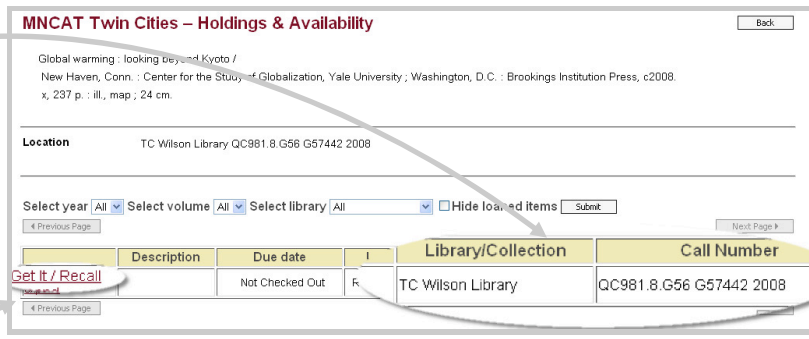 MNCAT Twin Cities – Holdings & Availability
Back
Global warming : looking beyond Kyoto /
New Haven, Conn. : Center for the Study of Globalization, Yale University ; Washington, D.C. : Brookings Institution Press, c2008.
x, 237 p. : ill., map ; 24 cm.
Location TC Wilson Library QC981.8.G56 G57442 2008
Select year All Select volume All Select library All Hide loaned items Submit
Previous Page Next Page
Description Due date Library/Collection Call Number
Get It / Recall Not Checked Out TC Wilson Library QC981.8.G56 G57442 2008
Previous Page